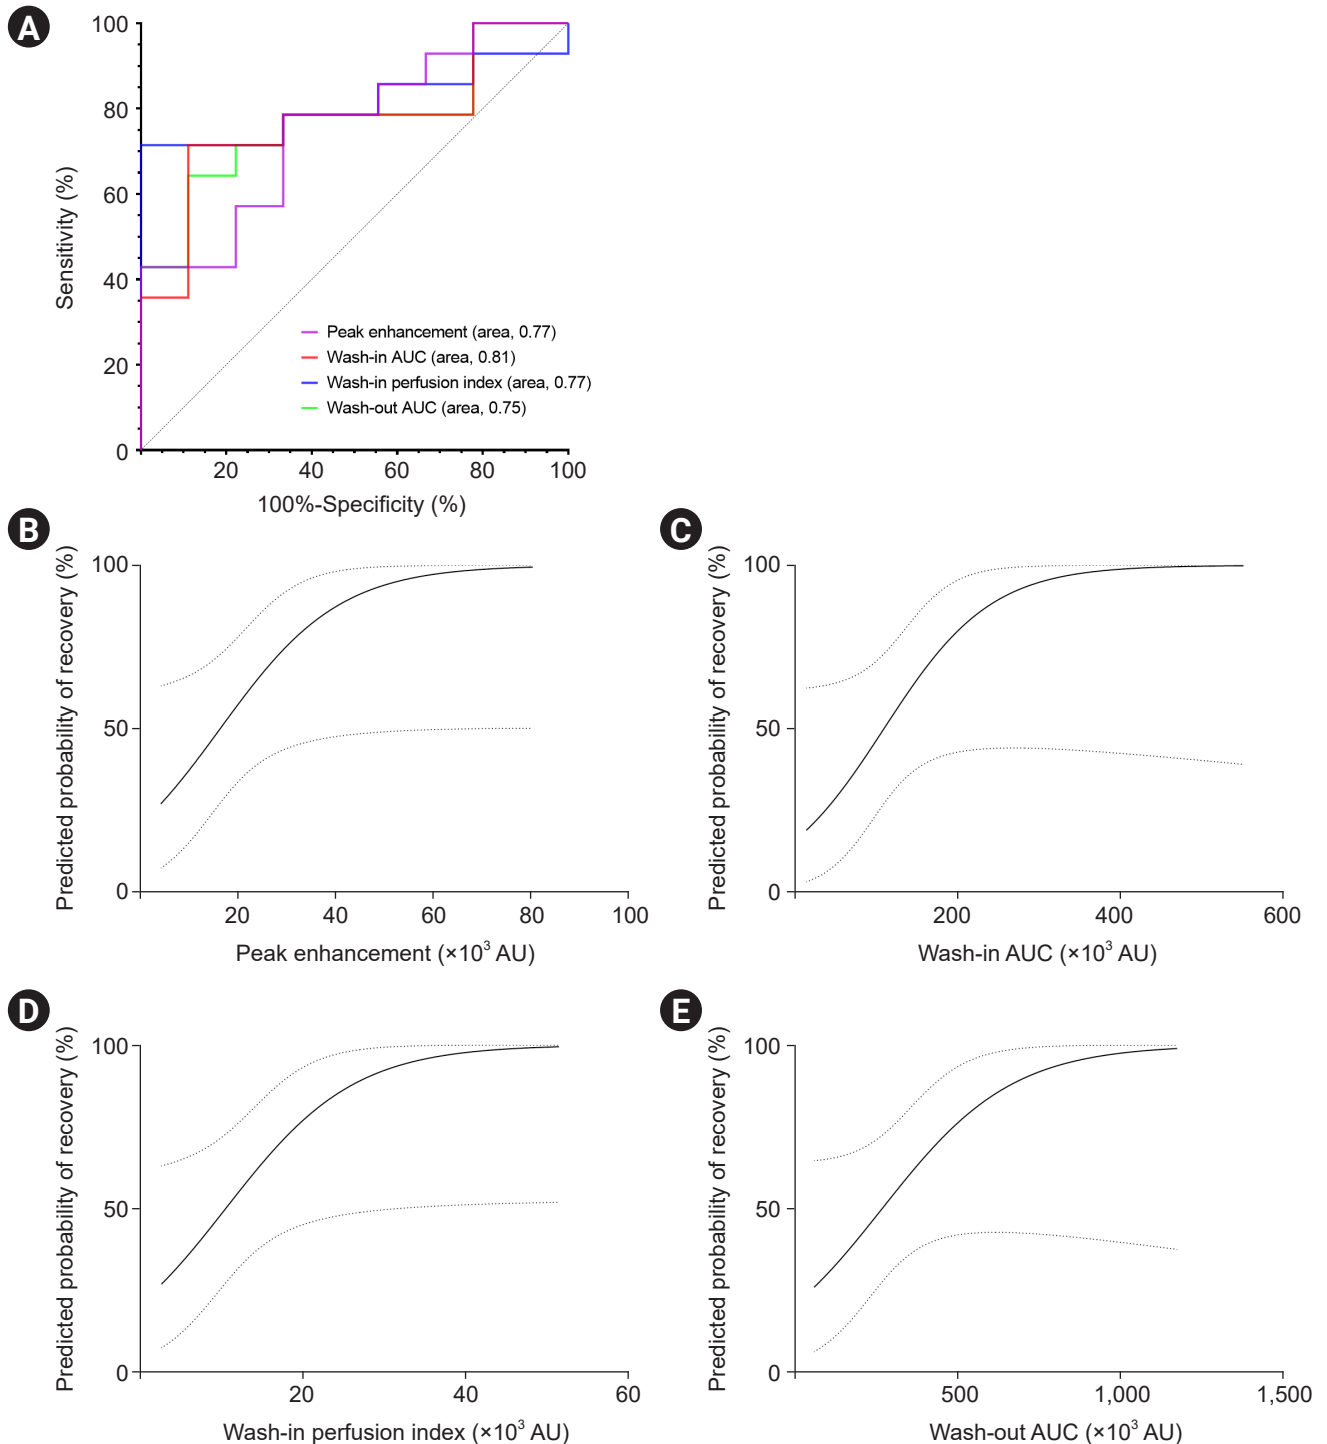 A
100
80
60
40
20
0
Sensitivity (%)
Peak enhancement (area, 0.77)
Wash-in AUC (area, 0.81)
Wash-in perfusion index (area, 0.77)
Wash-out AUC (area, 0.75)
20 40 60 80 100
100%-Specificity (%)
B
100
50
0
Predicted probability of recovery (%)
20 40 60 80 100
Peak enhancement (×10³ AU)
C
100
50
0
Predicted probability of recovery (%)
200 400 600
Wash-in AUC (×10³ AU)
D
100
50
0
Predicted probability of recovery (%)
20 40 60
Wash-in perfusion index (×10³ AU)
E
100
50
0
Predicted probability of recovery (%)
500 1,000 1,500
Wash-out AUC (×10³ AU)